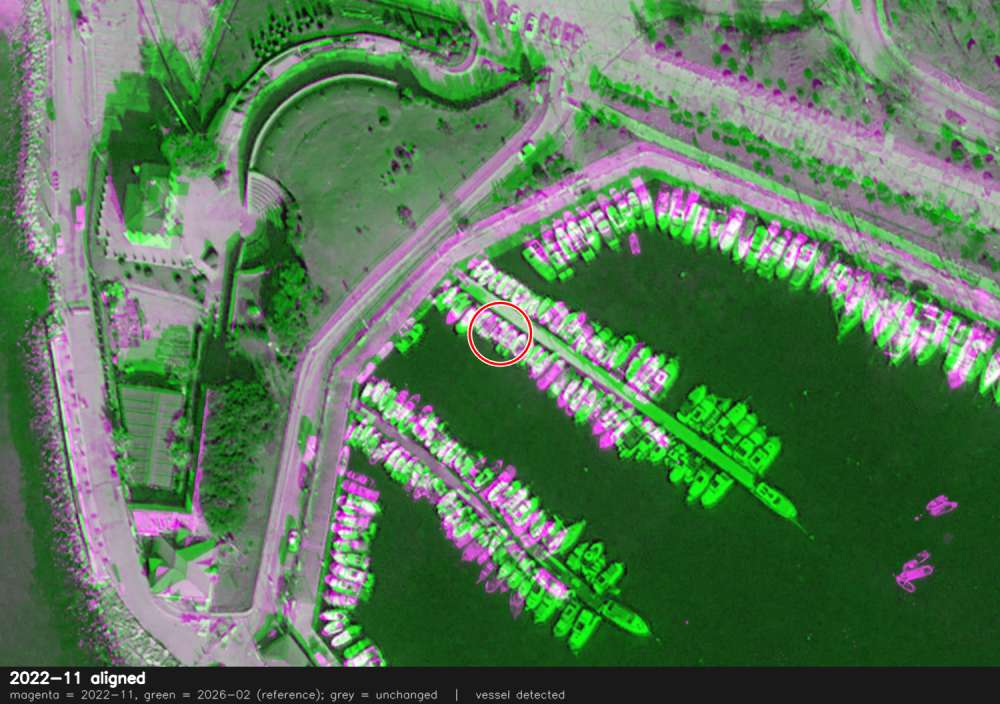 2022-11 aligned
magenta = 2022-11, green = 2026-02 (reference); grey = unchanged | vessel detected